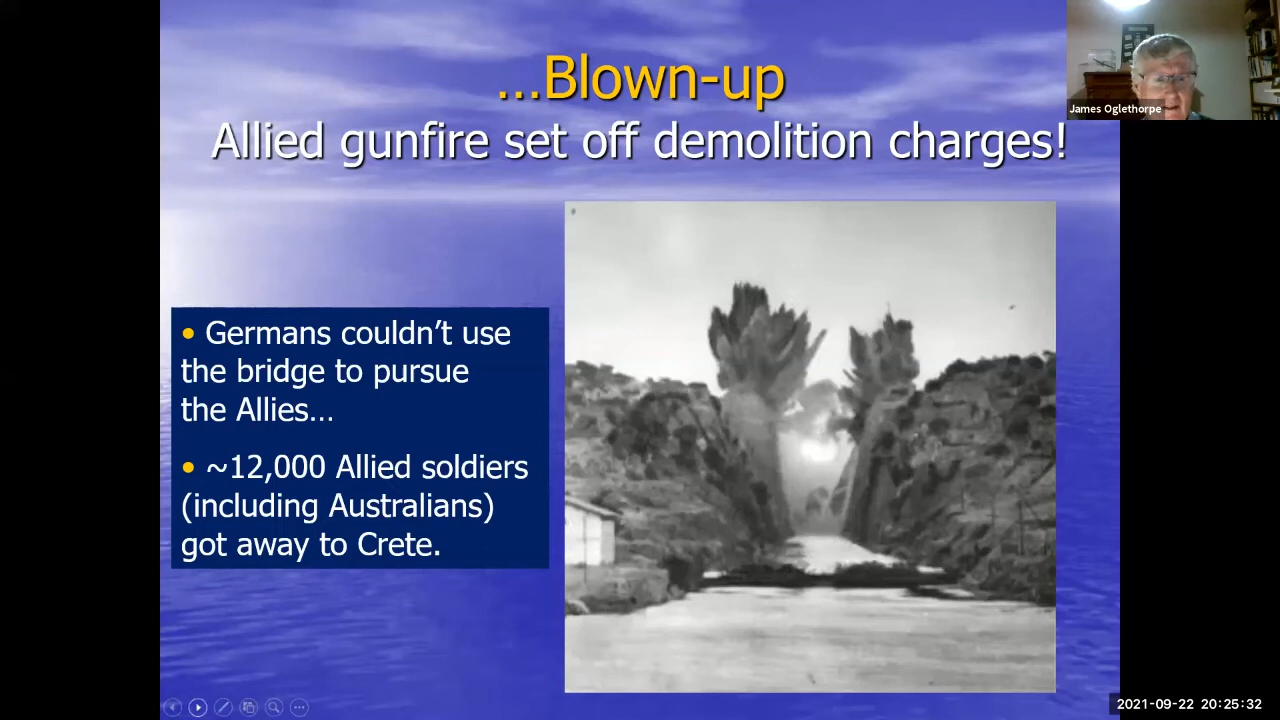 …Blown-up
Allied gunfire set off demolition charges!
James Oglethorpe
• Germans couldn’t use
the bridge to pursue
the Allies…
• ~12,000 Allied soldiers
(including Australians)
got away to Crete.
2021-09-22 20:25:32